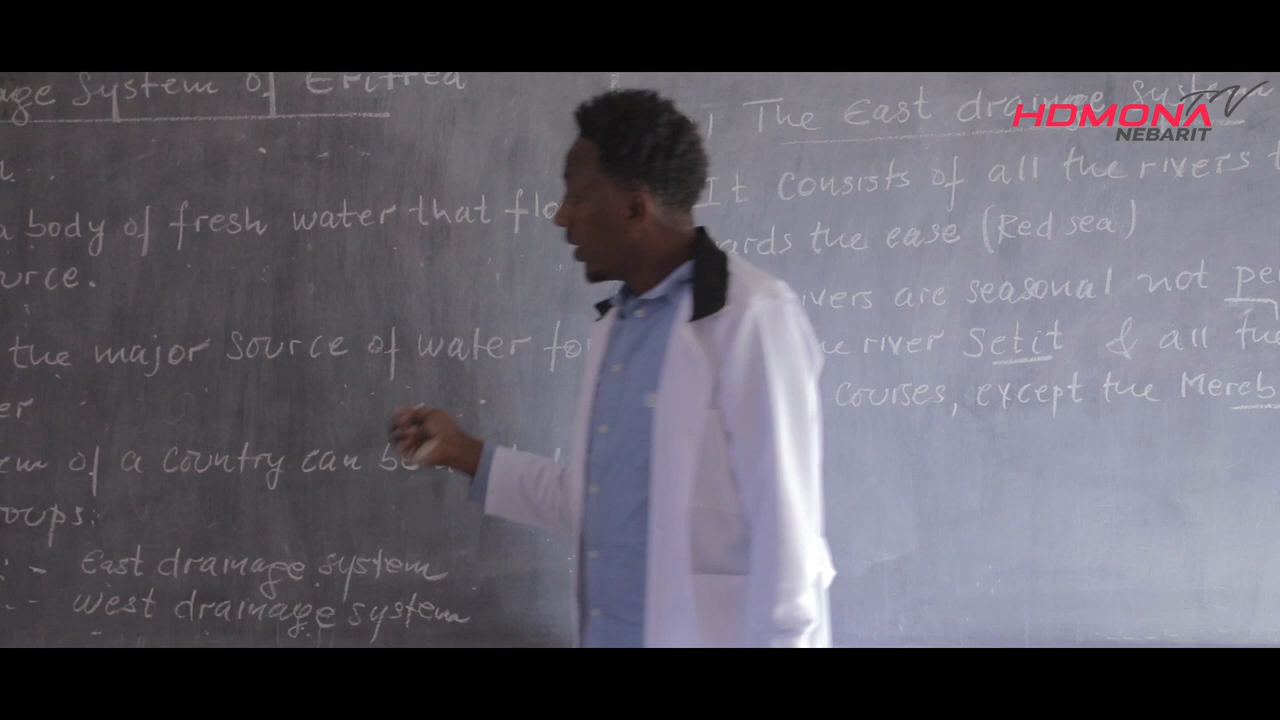 age System of Eritrea
a body of fresh water that flo
urce.
the major source of water fo
er
em of a country can be
oups:
: - East drainage system
- West drainage system
The East drainage system
It consists of all the rivers t
wards the ease (Red sea)
ivers are seasonal not pe
river Setit & all the
courses, except the Mereb
HDMONA TV
NEBARIT